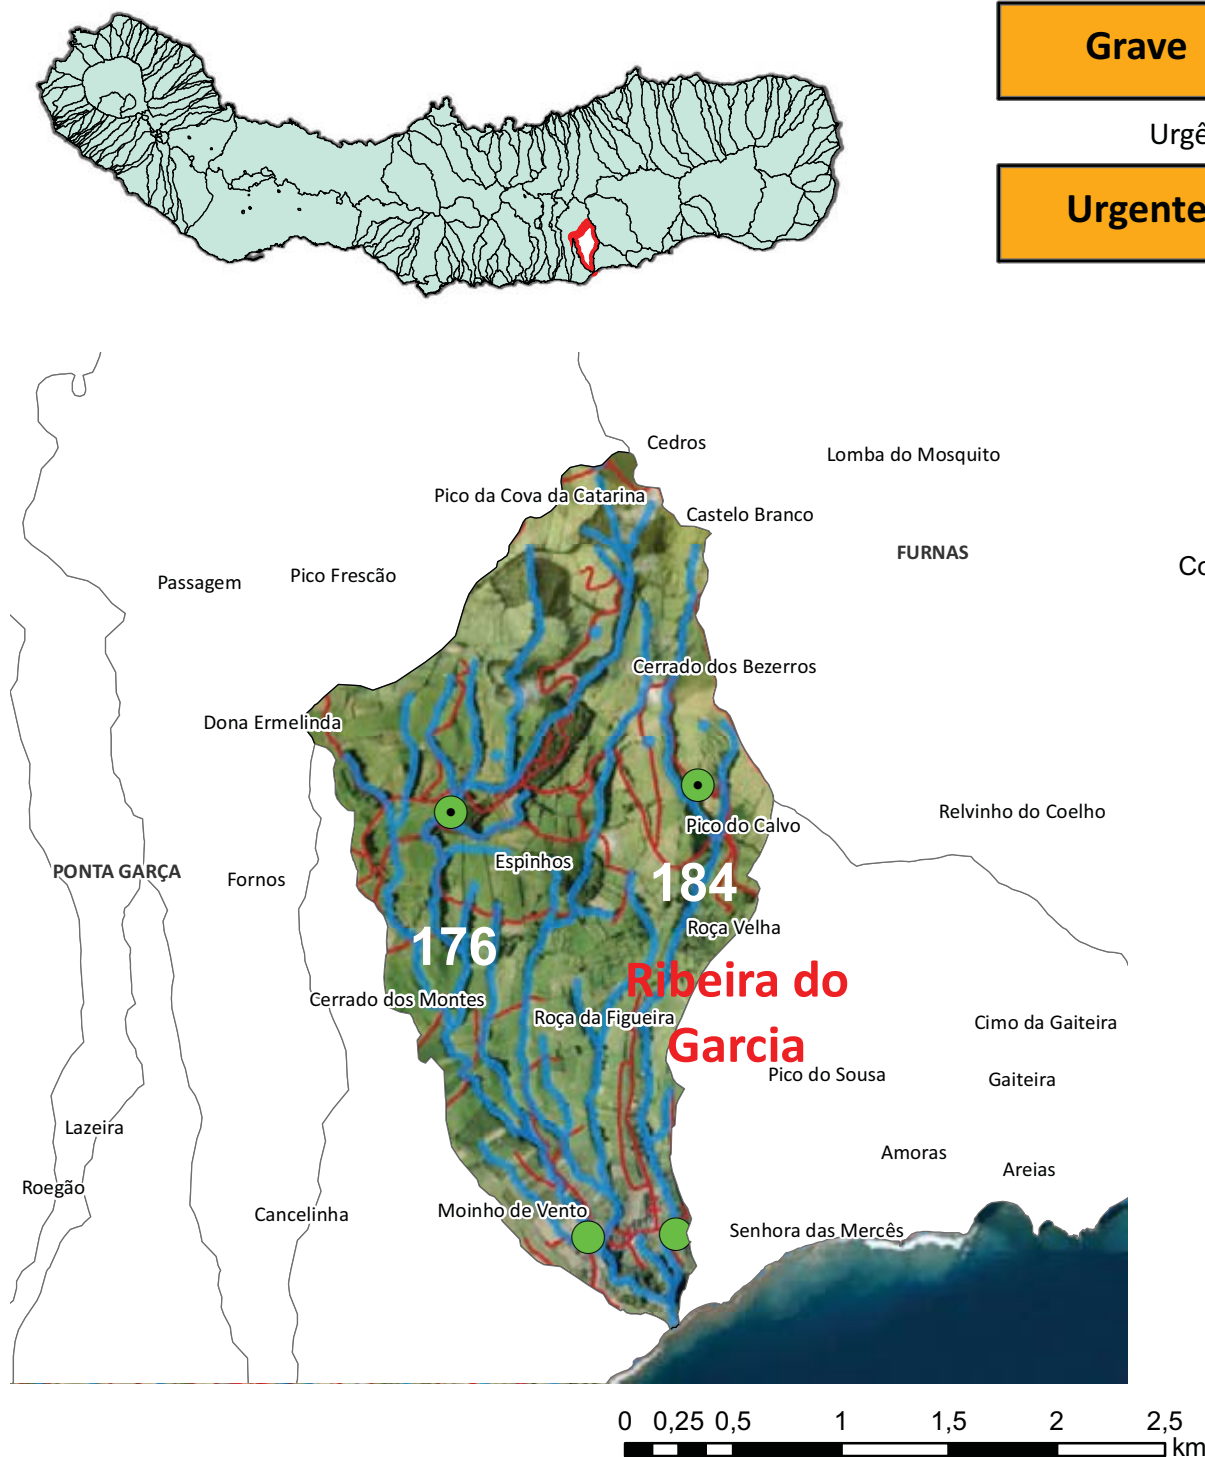 Grave
Urgê
Urgente
Cedros
Lomba do Mosquito
Pico da Cova da Catarina
Castelo Branco
FURNAS
Co
Passagem
Pico Frescão
Cerrado dos Bezerros
Dona Ermelinda
Relvinho do Coelho
Pico do Calvo
Espinhos
PONTA GARÇA
Fornos
184
Roça Velha
176
Ribeira do
Garcia
Cerrado dos Montes
Roça da Figueira
Cimo da Gaiteira
Pico do Sousa
Gaiteira
Lazeira
Amoras
Areias
Roegão
Cancelinha
Moinho de Vento
Senhora das Mercês
0 0,25 0,5 1 1,5 2 2,5
km